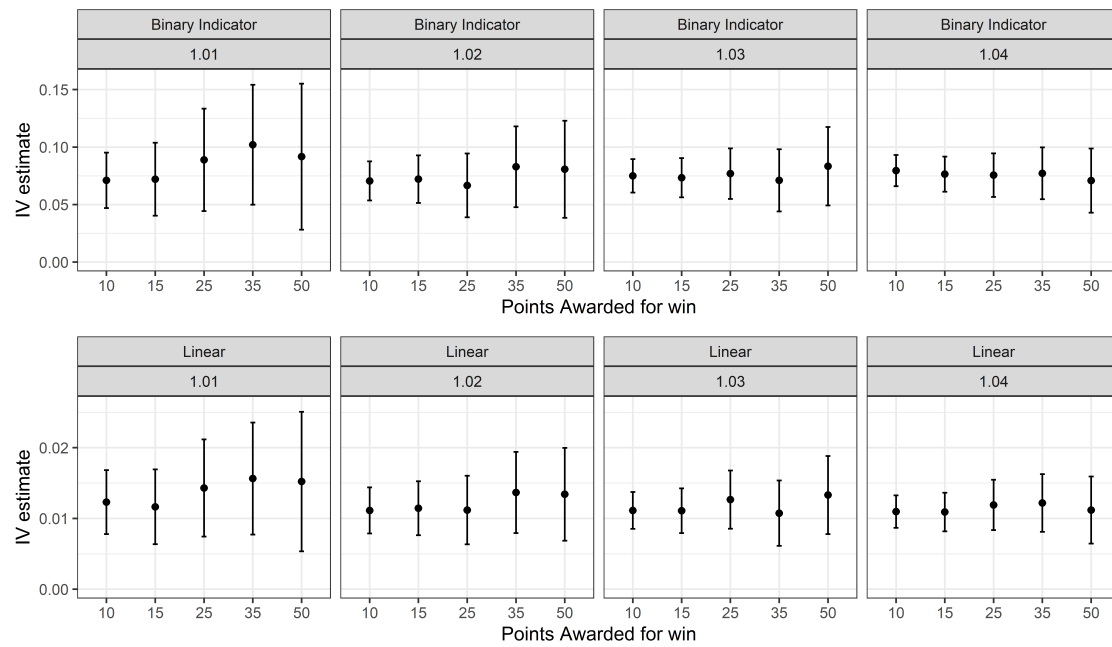 Binary Indicator Binary Indicator Binary Indicator Binary Indicator
1.01 1.02 1.03 1.04
0.15
0.10
0.05
0.00
IV estimate
10 15 25 35 50 10 15 25 35 50 10 15 25 35 50 10 15 25 35 50
Points Awarded for win
Linear Linear Linear Linear
1.01 1.02 1.03 1.04
0.02
0.01
0.00
IV estimate
10 15 25 35 50 10 15 25 35 50 10 15 25 35 50 10 15 25 35 50
Points Awarded for win